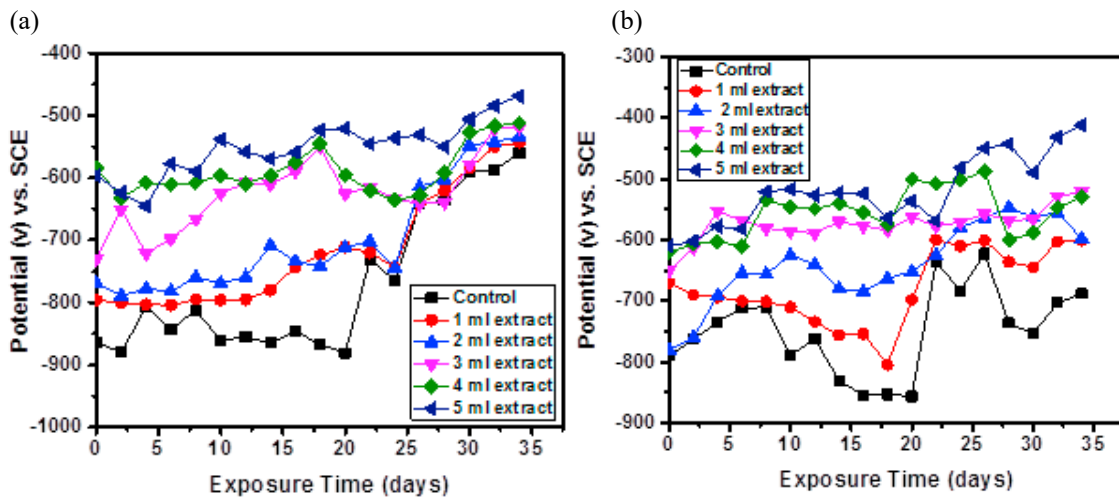 (a)
-400
-500
-600
-700
-800
-900
-1000
Potential (v) vs. SCE
0 5 10 15 20 25 30 35
Exposure Time (days)
Control
1 ml extract
2 ml extract
3 ml extract
4 ml extract
5 ml extract
(b)
-300
-400
-500
-600
-700
-800
-900
Potential (v) vs. SCE
0 5 10 15 20 25 30 35
Exposure Time (days)
Control
1 ml extract
2 ml extract
3 ml extract
4 ml extract
5 ml extract